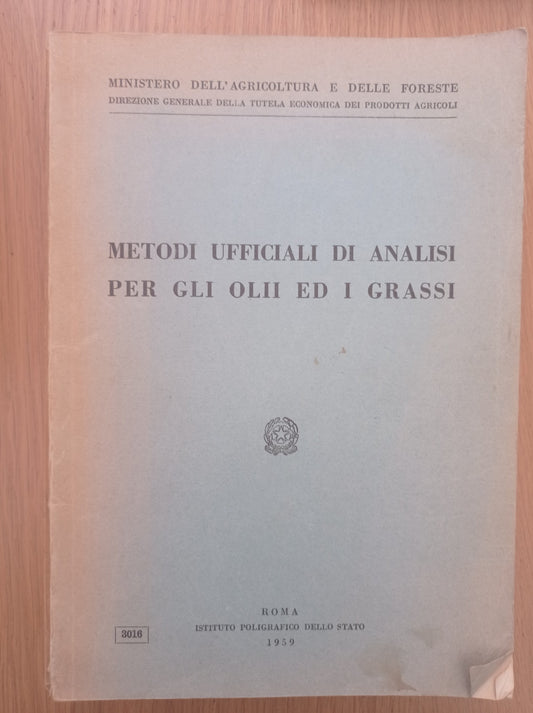 MINISTERO DELL'AGRICOLTURA E DELLE FORESTE
DIREZIONE GENERALE DELLA TUTELA ECONOMICA DEI PRODOTTI AGRICOLI
METODI UFFICIALI DI ANALISI
PER GLI OLII ED I GRASSI
ROMA
ISTITUTO POLIGRAFICO DELLO STATO
1959
3016